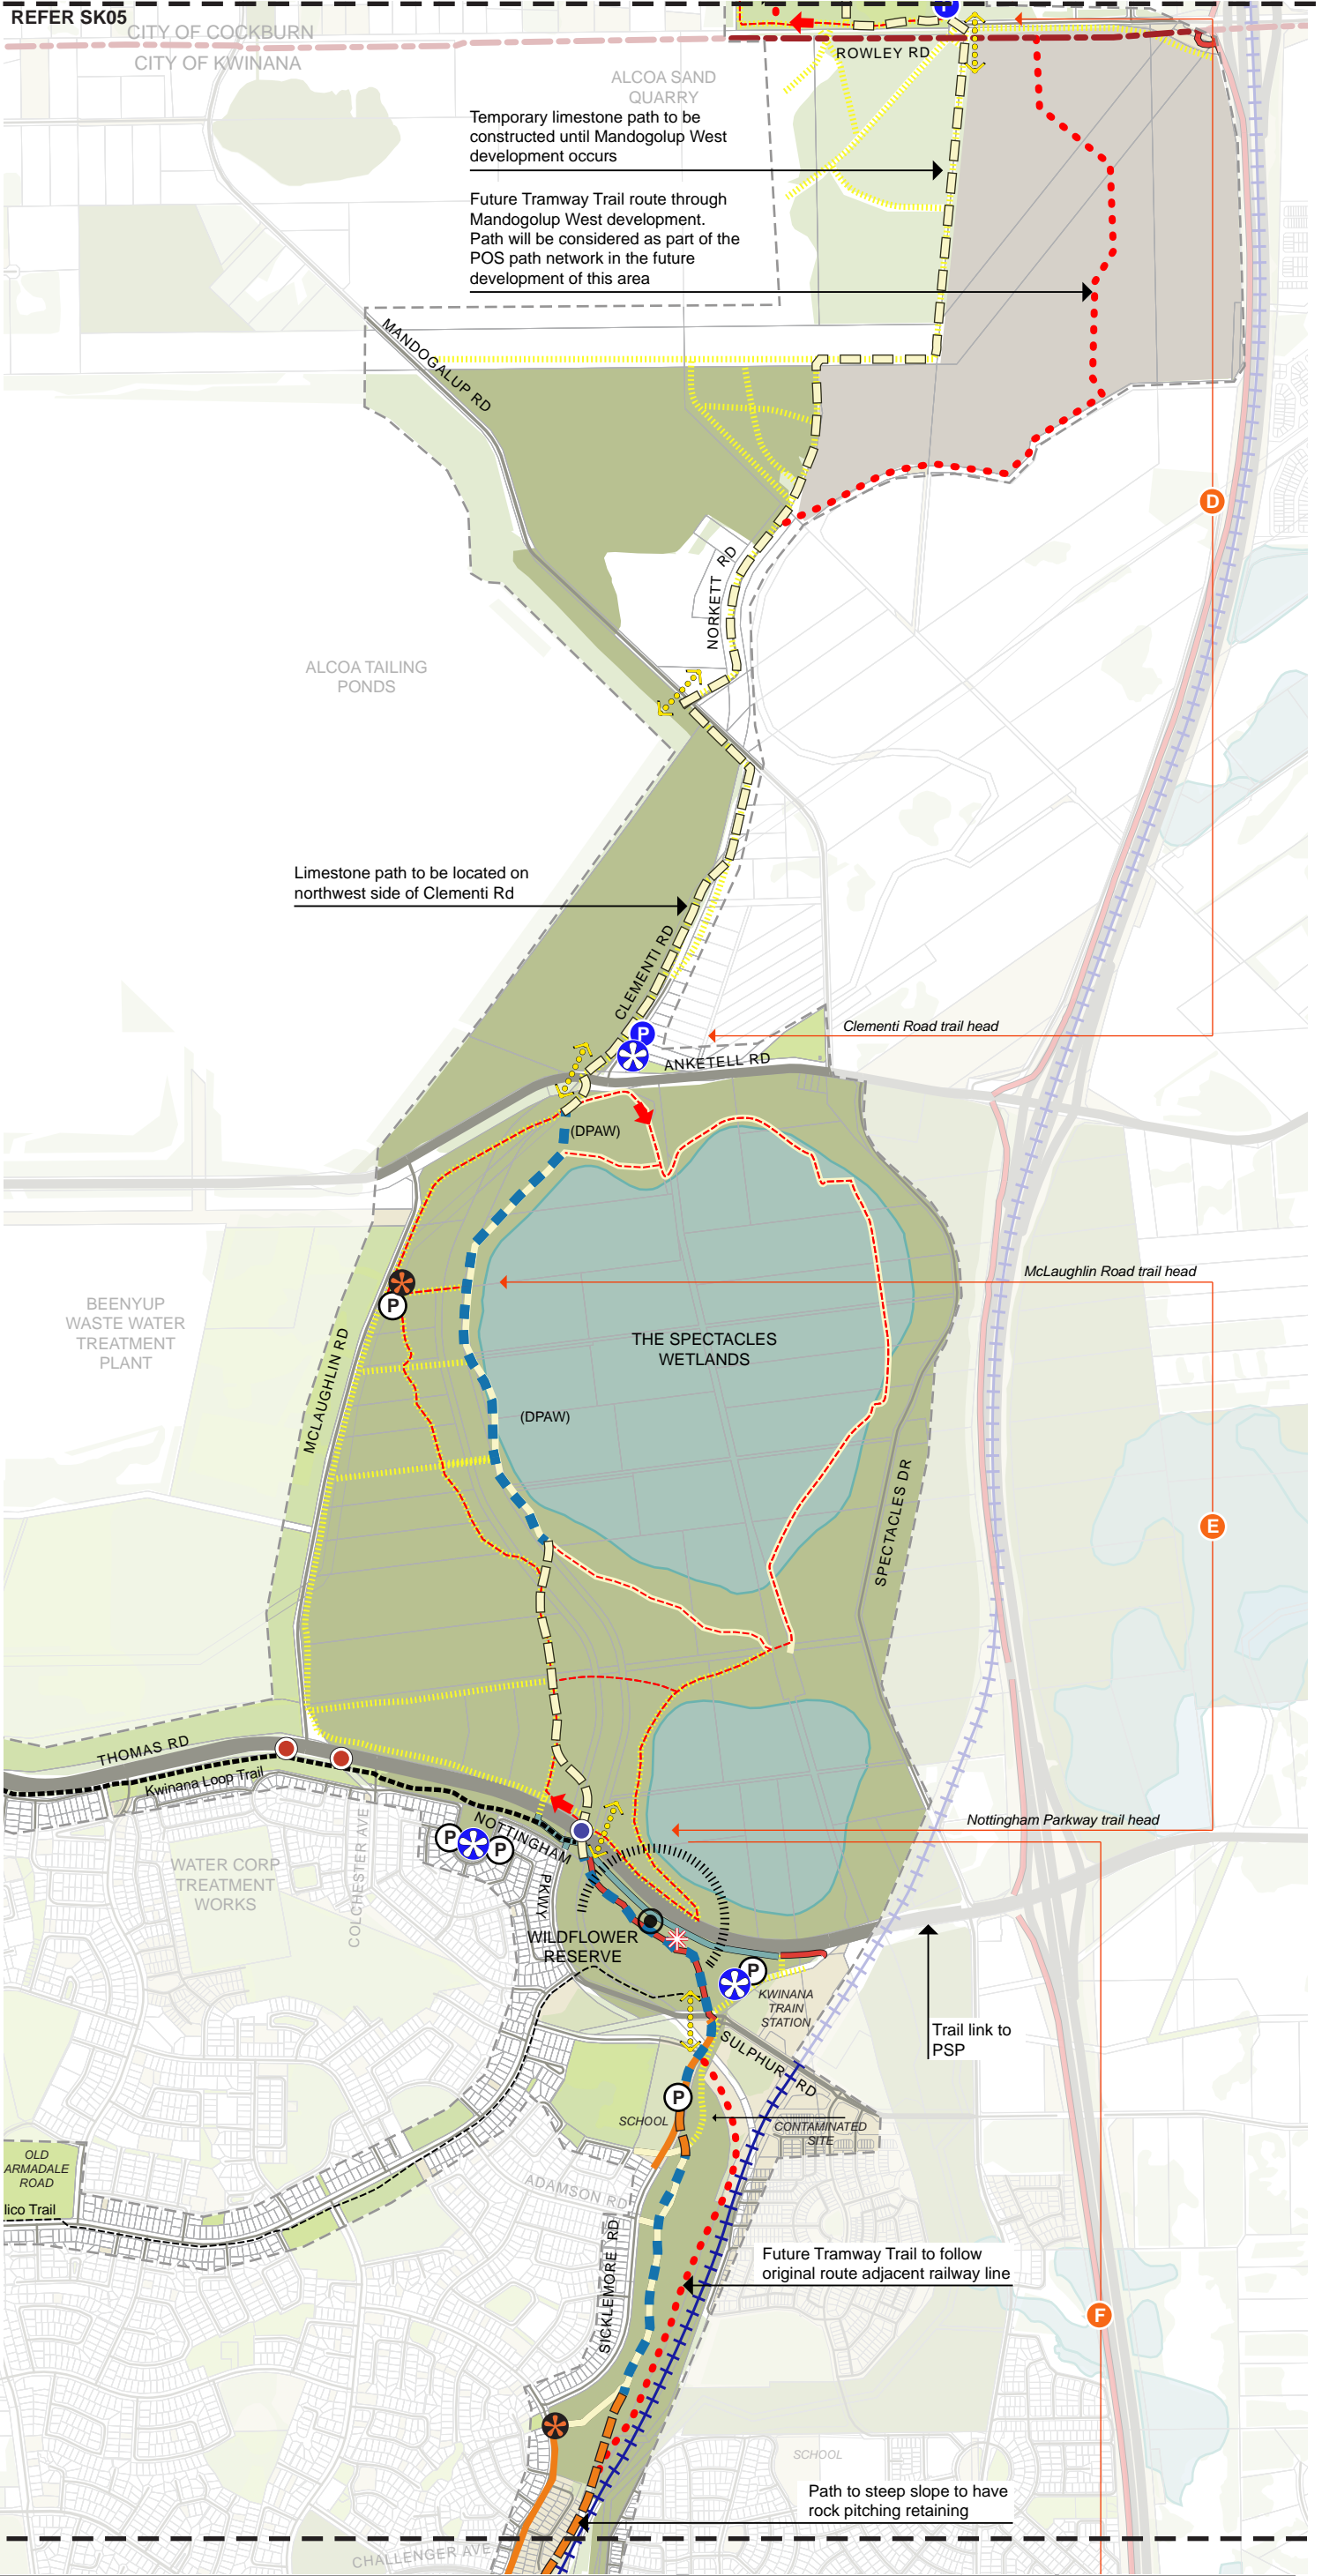 REFER SK05
CITY OF COCKBURN
CITY OF KWINANA
P
ROWLEY RD
ALCOA SAND
QUARRY
Temporary limestone path to be
constructed until Mandogolup West
development occurs
Future Tramway Trail route through
Mandogolup West development.
Path will be considered as part of the
POS path network in the future
development of this area
MANDOGALUP RD
D
NORKETT RD
ALCOA TAILING
PONDS
Limestone path to be located on
northwest side of Clementi Rd
CLEMENTI RD
P
Clementi Road trail head
ANKETELL RD
(DPAW)
McLaughlin Road trail head
P
BEENYUP
WASTE WATER
TREATMENT
PLANT
THE SPECTACLES
WETLANDS
MCLAUGHLIN RD
(DPAW)
SPECTACLES DR
E
THOMAS RD
Kwinana Loop Trail
Nottingham Parkway trail head
NOTTINGHAM
PKWY
P
P
COLCHESTER AVE
WATER CORP
TREATMENT
WORKS
WILDFLOWER
RESERVE
P
KWINANA
TRAIN
STATION
Trail link to
PSP
SULPHUR RD
P
SCHOOL
CONTAMINATED
SITE
OLD
ARMADALE
ROAD
lico Trail
ADAMSON RD
SICKLEMORE RD
Future Tramway Trail to follow
original route adjacent railway line
F
SCHOOL
Path to steep slope to have
rock pitching retaining
CHALLENGER AVE